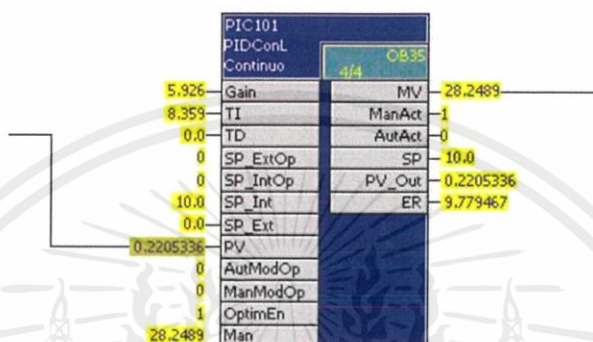 PIC101
PIDConL
Continuo
OB35
4/4
5.926 Gain MV 28.2489
8.359 TI ManAct 1
0.0 TD AutAct 0
0 SP_ExtOp SP 10.0
0 SP_IntOp PV_Out 0.2205336
10.0 SP_Int ER 9.779467
0.0 SP_Ext
0.2205336 PV
0 AutModOp
0 ManModOp
1 OptimEn
28.2489 Man